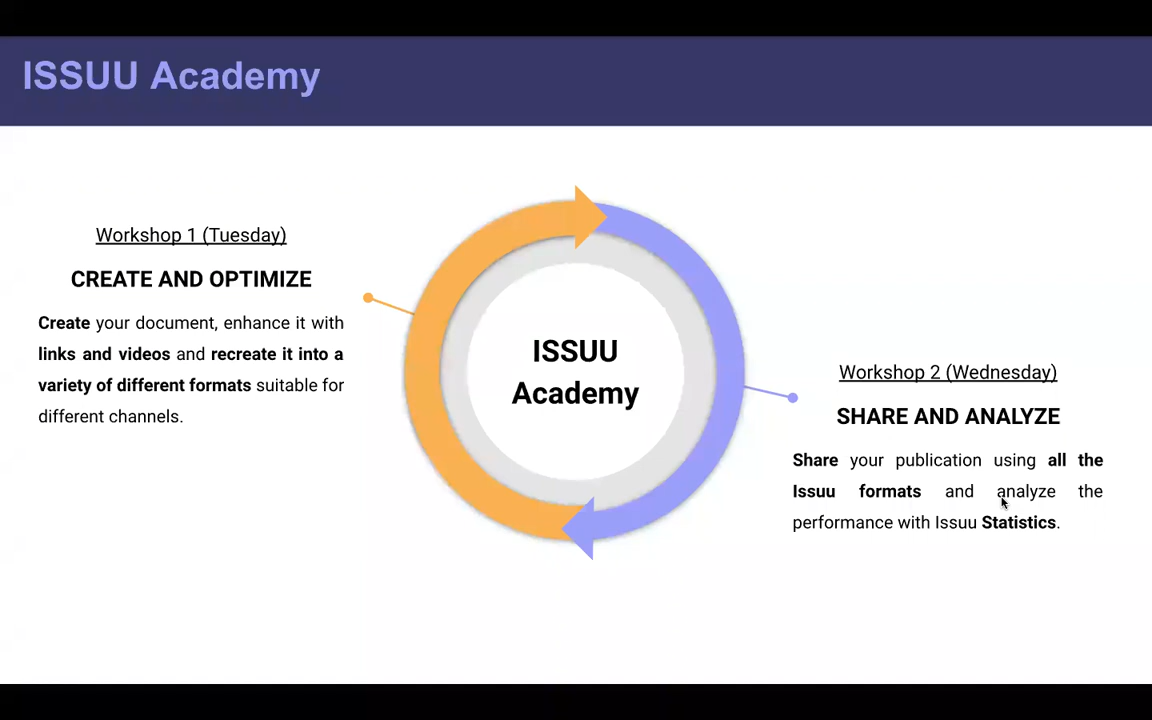 ISSUU Academy
Workshop 1 (Tuesday)
CREATE AND OPTIMIZE
Create your document, enhance it with
links and videos and recreate it into a
variety of different formats suitable for
different channels.
ISSUU
Academy
Workshop 2 (Wednesday)
SHARE AND ANALYZE
Share your publication using all the
Issuu formats and analyze the
performance with Issuu Statistics.